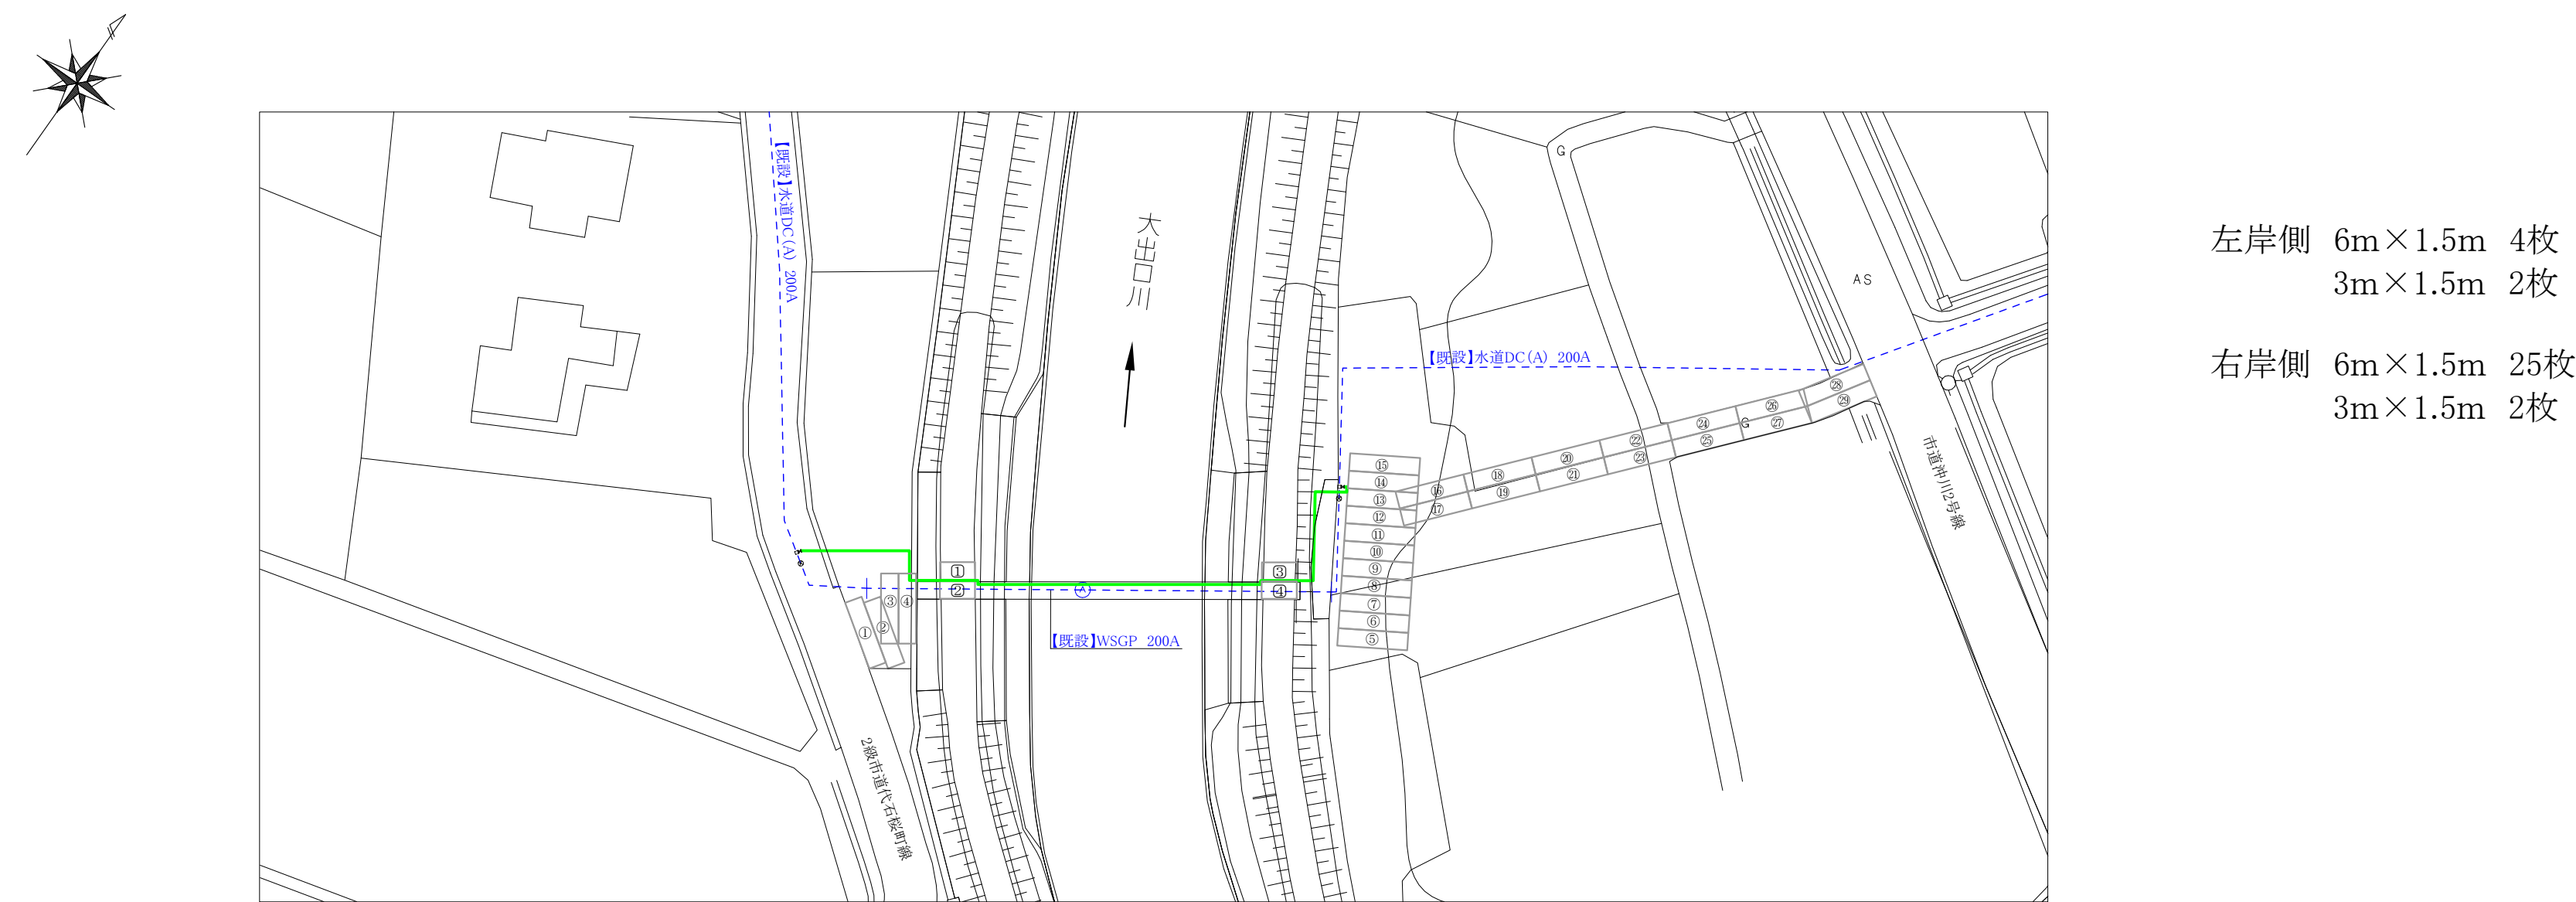 【既設】水道DC(A) 200A
大出口川
AS
G
【既設】水道DC(A) 200A
左岸側 6m×1.5m 4枚
3m×1.5m 2枚
右岸側 6m×1.5m 25枚
3m×1.5m 2枚
市道沖川2号線
G
【既設】WSGP 200A
A
2級市道代石桜町線
①
②
③
④
1
2
3
4
⑮
⑭
⑬
⑫
⑪
⑩
⑨
⑧
⑦
⑥
⑤
⑯
⑰
⑱
⑲
⑳
㉑
㉒
㉓
㉔
㉕
㉖
㉗
㉘
㉙